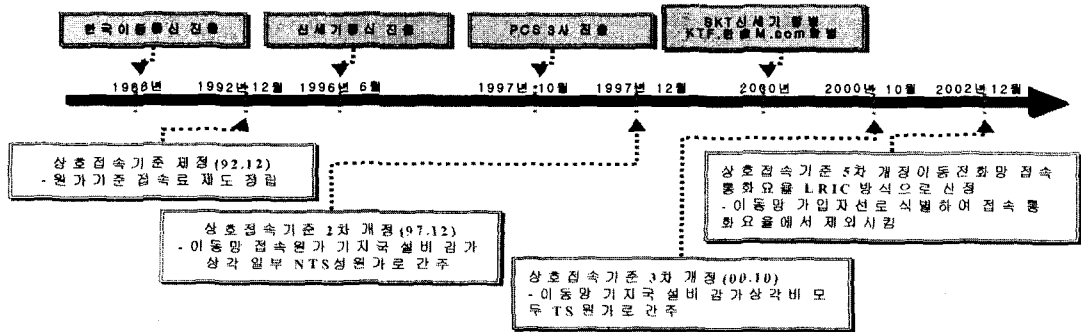 한국이동통신 진출
신세기통신 진출
PCS 3사 진출
SKT신세기 합병
KTF,한솔M.com합병
1992년 12월
1996년 6월
1997년 10월
1997년 12월
2000년
2000년 10월
2002년 12월
상호접속기준 제정(92.12)
- 원가기준 접속료 제도 정립
상호접속기준 2차 개정(97.12)
- 이동망 접속원가 기지국 설비 감가
상각 일부 NTS성원가로 간주
상호접속기준 3차 개정(00.10)
- 이동망 기지국 설비 감가상각비 모
두 TS원가로 간주
상호접속기준 5차 개정이동전화망 접속
통화요율 LRIC 방식으로 산정
- 이동망 가입자선로 식별하여 접속 통
화요율에서 제외시킴